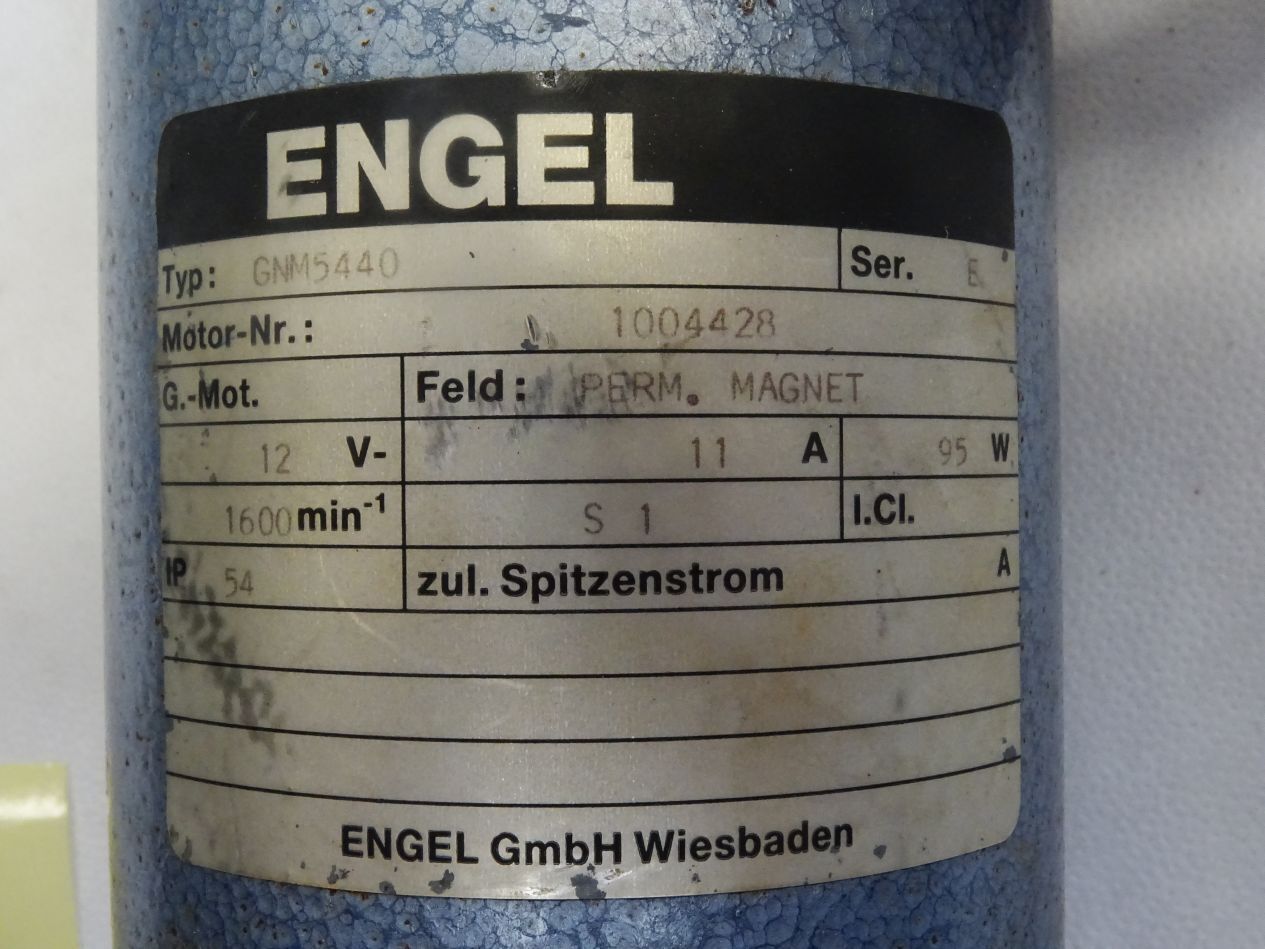 ENGEL
Typ: GNM5440 Ser. E
Motor-Nr.: 1004428
G.-Mot. Feld: PERM. MAGNET
12 V- 11 A 95 W
1600 min⁻¹ S 1 I.Cl.
IP 54 zul. Spitzenstrom A
ENGEL GmbH Wiesbaden